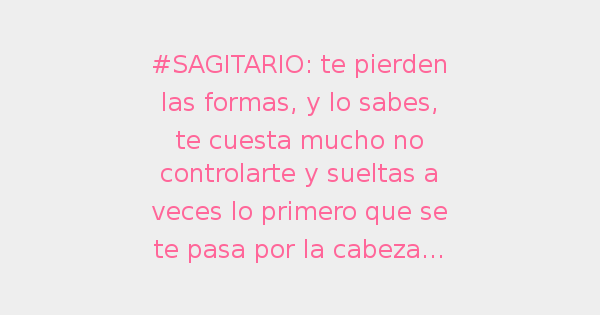 #SAGITARIO: te pierden
las formas, y lo sabes,
te cuesta mucho no
controlarte y sueltas a
veces lo primero que se
te pasa por la cabeza...